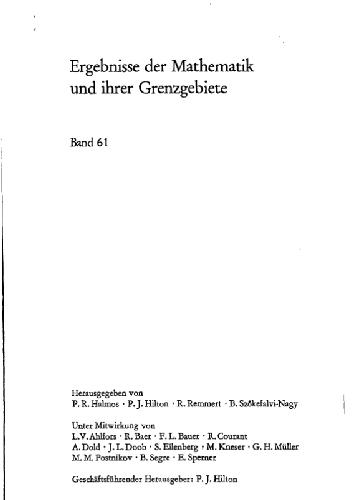 Ergebnisse der Mathematik
und ihrer Grenzgebiete
Band 61
Herausgegeben von
P. R. Halmos · P. J. Hilton · R. Remmert · B. Szőkefalvi-Nagy
Unter Mitwirkung von
L. V. Ahlfors · R. Baer · F. L. Bauer · R. Courant
A. Dold · J. L. Doob · S. Eilenberg · M. Kneser · G. H. Müller
M. M. Postnikov · B. Segre · E. Sperner
Geschäftsführender Herausgeber: P. J. Hilton